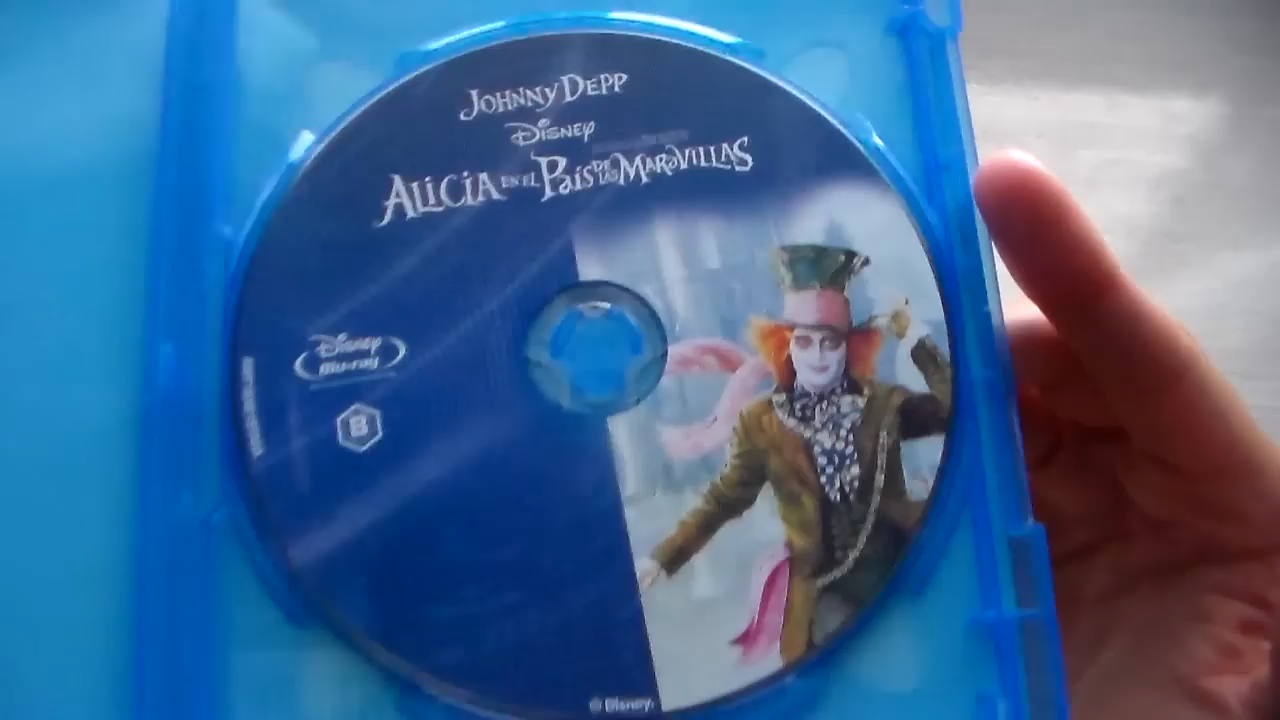 JOHNNY DEPP
DISNEY
ALICIA EN EL PAÍS DE LAS MARAVILLAS
Disney
Blu-ray
B
© Disney.